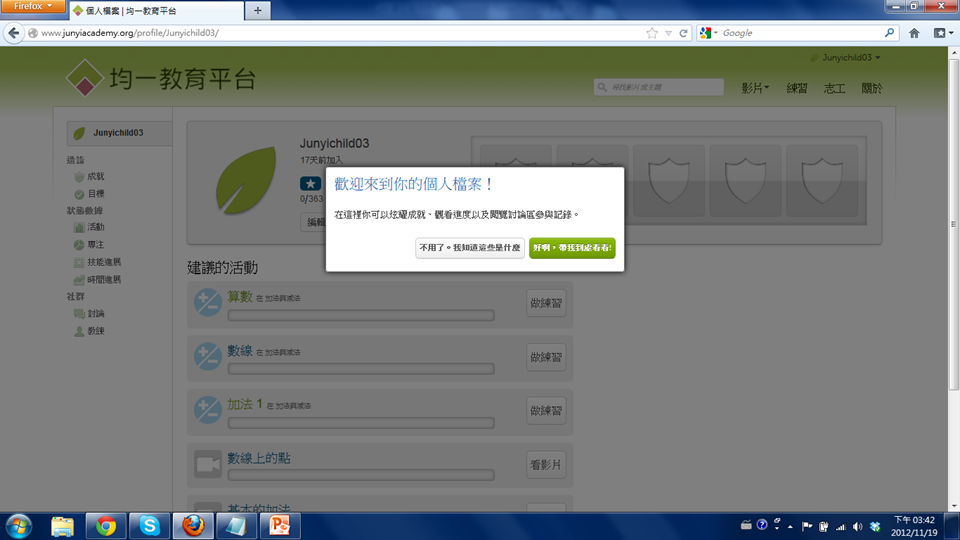 Firefox
個人檔案 | 均一教育平台
www.junyiacademy.org/profile/Junyichild03/
Google
Junyichild03
均一教育平台
尋找影片或主題
影片
練習
志工
關於
Junyichild03
造詣
成就
目標
狀態數據
活動
專注
技能進展
時間進展
社群
討論
教練
Junyichild03
17天前加入
0/363
編輯
歡迎來到你的個人檔案！
在這裡你可以炫耀成就、觀看進度以及閱覽討論區參與記錄。
不用了。我知道這些是什麼
好啊，帶我到處看看!
建議的活動
算數 在 加法與減法
做練習
數線 在 加法與減法
做練習
加法 1 在 加法與減法
做練習
數線上的點
看影片
基本的加法
下午 03:42
2012/11/19